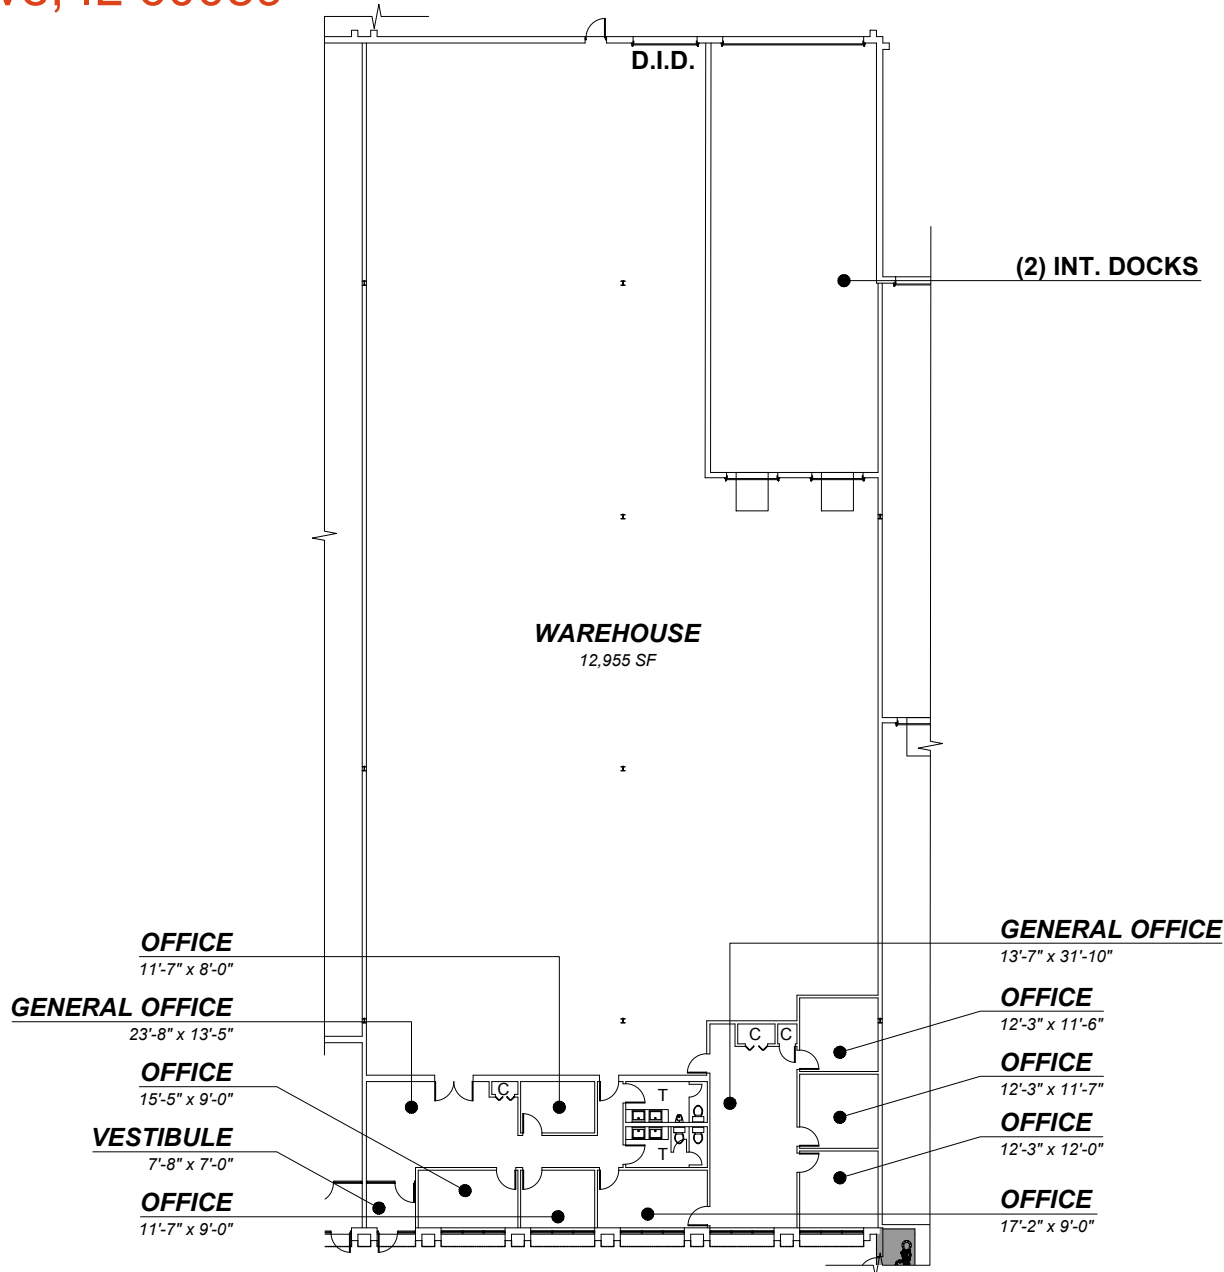 IL 60089
D.I.D.
(2) INT. DOCKS
WAREHOUSE
12,955 SF
OFFICE
11'-7" x 8'-0"
GENERAL OFFICE
23'-8" x 13'-5"
OFFICE
15'-5" x 9'-0"
VESTIBULE
7'-8" x 7'-0"
OFFICE
11'-7" x 9'-0"
C
T
T
C
C
GENERAL OFFICE
13'-7" x 31'-10"
OFFICE
12'-3" x 11'-6"
OFFICE
12'-3" x 11'-7"
OFFICE
12'-3" x 12'-0"
OFFICE
17'-2" x 9'-0"